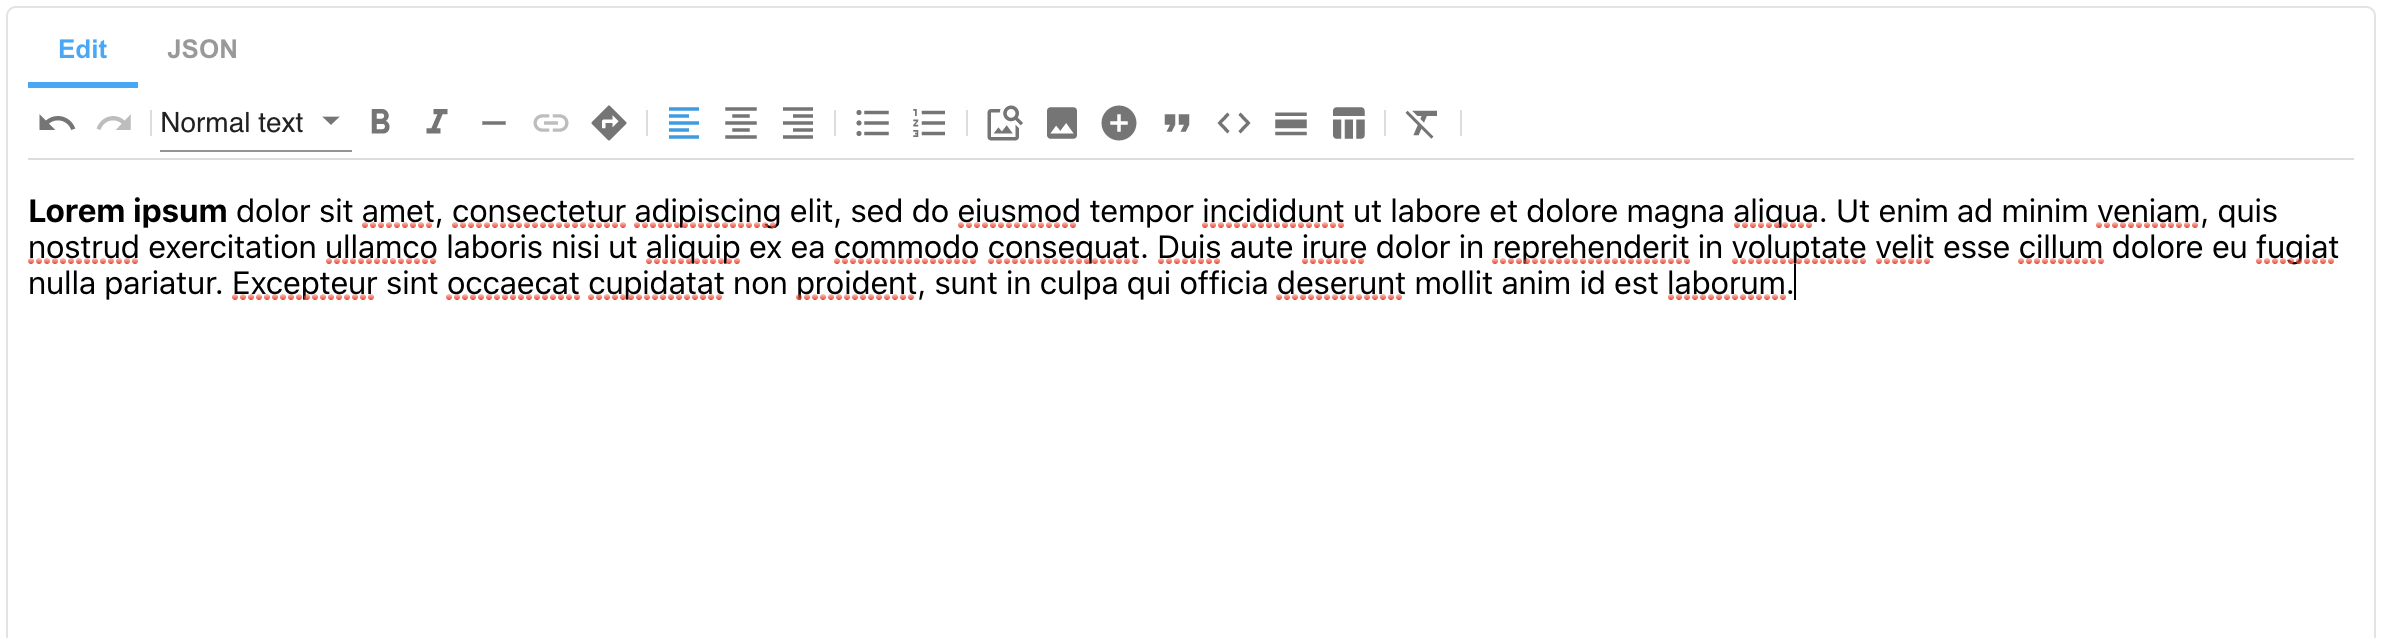 Edit JSON
Normal text
Lorem ipsum dolor sit amet, consectetur adipiscing elit, sed do eiusmod tempor incididunt ut labore et dolore magna aliqua. Ut enim ad minim veniam, quis
nostrud exercitation ullamco laboris nisi ut aliquip ex ea commodo consequat. Duis aute irure dolor in reprehenderit in voluptate velit esse cillum dolore eu fugiat
nulla pariatur. Excepteur sint occaecat cupidatat non proident, sunt in culpa qui officia deserunt mollit anim id est laborum.